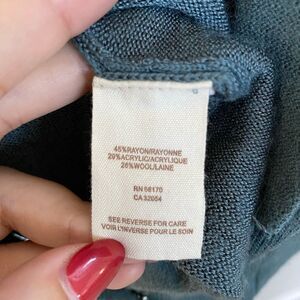 45%RAYON/RAYONNE
29%ACRYLIC/ACRYLIQUE
26%WOOL/LAINE
RN 56170
CA 32054
SEE REVERSE FOR CARE
VOIR L'INVERSE POUR LE SOIN